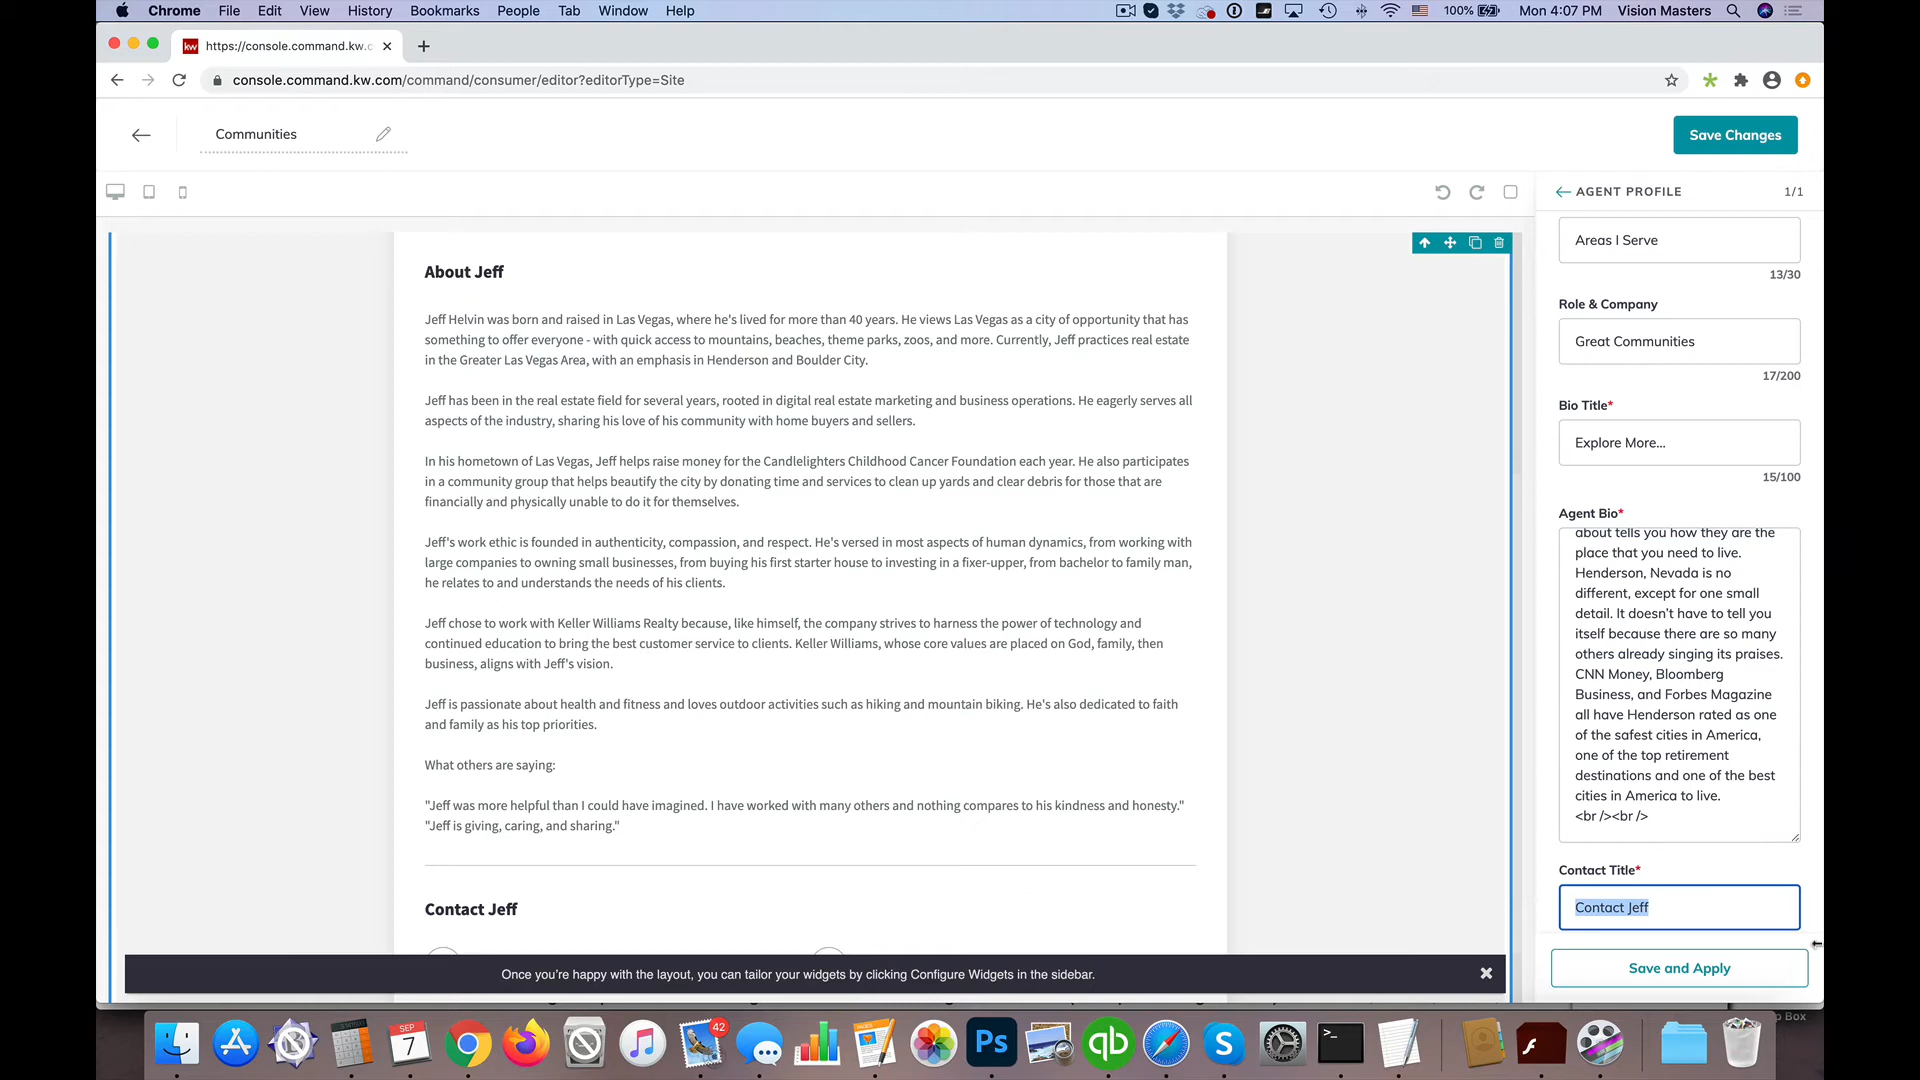 Chrome File Edit View History Bookmarks People Tab Window Help
100% Mon 4:07 PM Vision Masters
kw https://console.command.kw.c
console.command.kw.com/command/consumer/editor?editorType=Site
Communities
Save Changes
AGENT PROFILE 1/1
Areas I Serve
13/30
Role & Company
Great Communities
17/200
Bio Title*
Explore More...
15/100
Agent Bio*
about tells you how they are the
place that you need to live.
Henderson, Nevada is no
different, except for one small
detail. It doesn't have to tell you
itself because there are so many
others already singing its praises.
CNN Money, Bloomberg
Business, and Forbes Magazine
all have Henderson rated as one
of the safest cities in America,
one of the top retirement
destinations and one of the best
cities in America to live.
<br /><br />
Contact Title*
Contact Jeff
Save and Apply
About Jeff
Jeff Helvin was born and raised in Las Vegas, where he's lived for more than 40 years. He views Las Vegas as a city of opportunity that has
something to offer everyone - with quick access to mountains, beaches, theme parks, zoos, and more. Currently, Jeff practices real estate
in the Greater Las Vegas Area, with an emphasis in Henderson and Boulder City.
Jeff has been in the real estate field for several years, rooted in digital real estate marketing and business operations. He eagerly serves all
aspects of the industry, sharing his love of his community with home buyers and sellers.
In his hometown of Las Vegas, Jeff helps raise money for the Candlelighters Childhood Cancer Foundation each year. He also participates
in a community group that helps beautify the city by donating time and services to clean up yards and clear debris for those that are
financially and physically unable to do it for themselves.
Jeff's work ethic is founded in authenticity, compassion, and respect. He's versed in most aspects of human dynamics, from working with
large companies to owning small businesses, from buying his first starter house to investing in a fixer-upper, from bachelor to family man,
he relates to and understands the needs of his clients.
Jeff chose to work with Keller Williams Realty because, like himself, the company strives to harness the power of technology and
continued education to bring the best customer service to clients. Keller Williams, whose core values are placed on God, family, then
business, aligns with Jeff's vision.
Jeff is passionate about health and fitness and loves outdoor activities such as hiking and mountain biking. He's also dedicated to faith
and family as his top priorities.
What others are saying:
"Jeff was more helpful than I could have imagined. I have worked with many others and nothing compares to his kindness and honesty."
"Jeff is giving, caring, and sharing."
Contact Jeff
Once you're happy with the layout, you can tailor your widgets by clicking Configure Widgets in the sidebar.
Box
SEP
7
42
Ps
qb
S